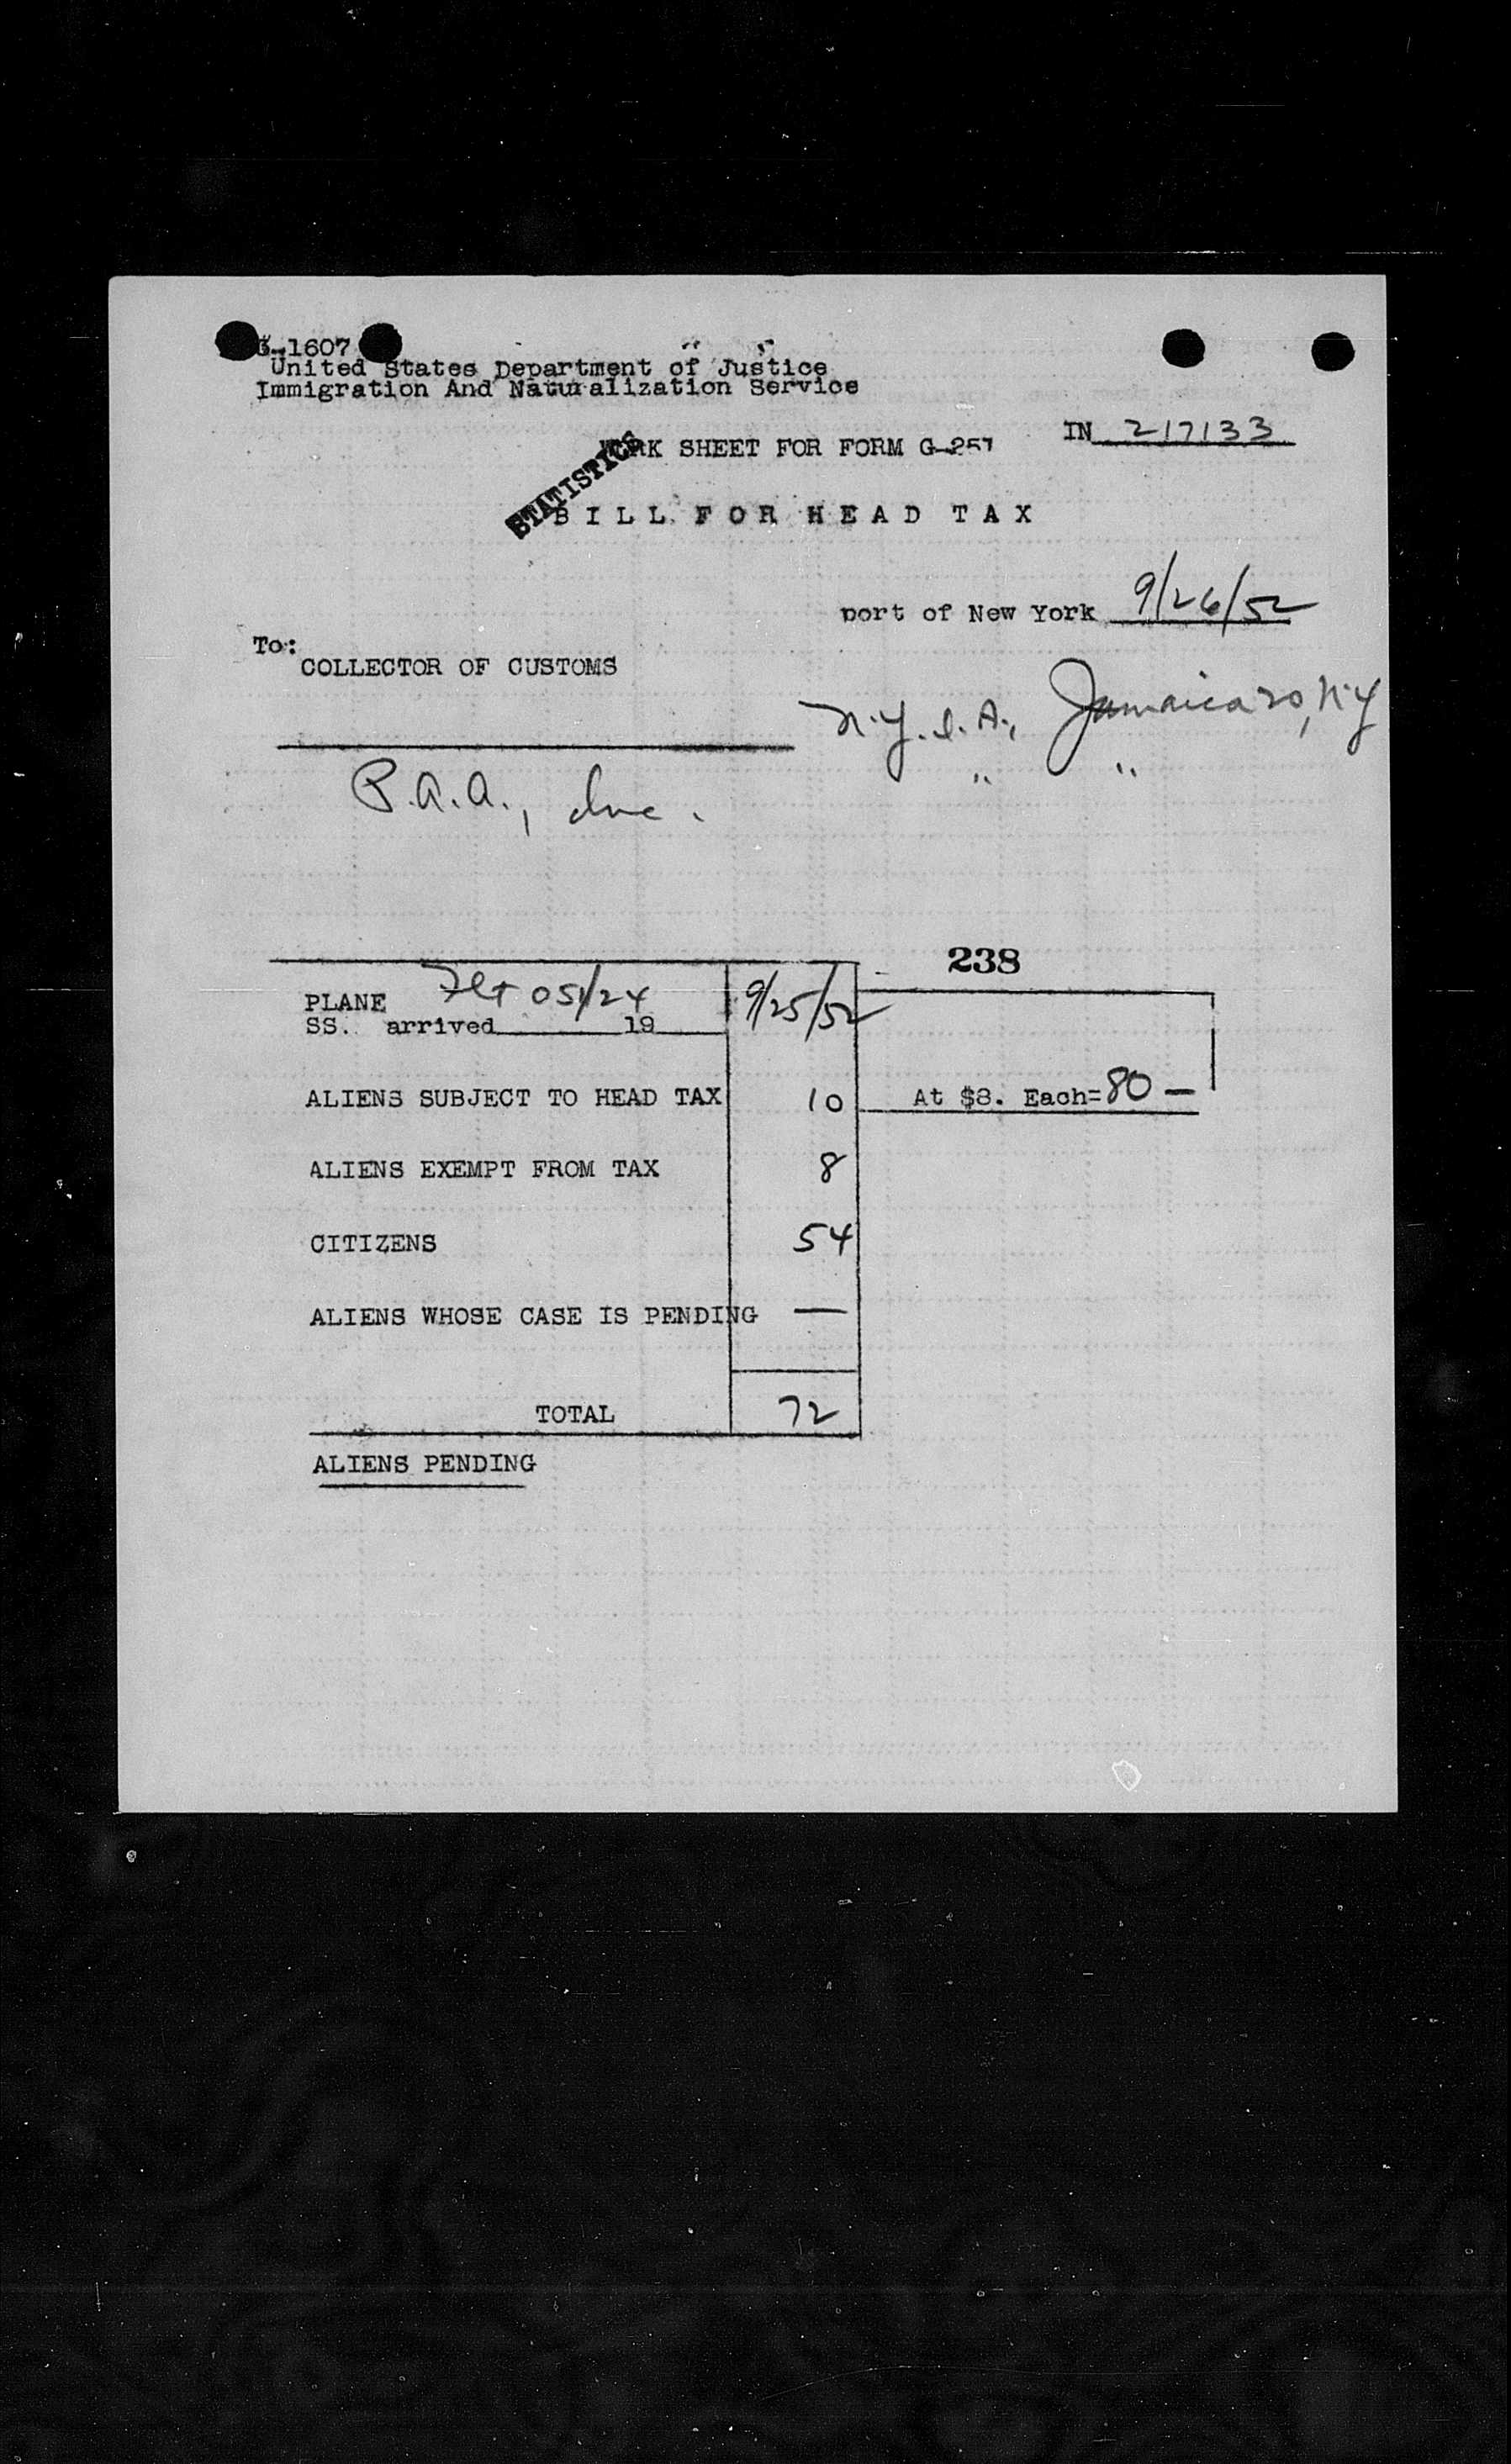 G-1607
United States Department of Justice
Immigration And Naturalization Service
IN 217133
WORK SHEET FOR FORM G-257
STATISTICS
BILL FOR HEAD TAX
port of New York 9/26/52
To:
COLLECTOR OF CUSTOMS
N.Y.I.A., Jamaica 20, N.Y
" "
P.A.A., Inc.
238
PLANE Flt 051/24 9/25/52
SS. arrived 19
ALIENS SUBJECT TO HEAD TAX 10 At $8. Each= 80 —
ALIENS EXEMPT FROM TAX 8
CITIZENS 54
ALIENS WHOSE CASE IS PENDING —
TOTAL 72
ALIENS PENDING